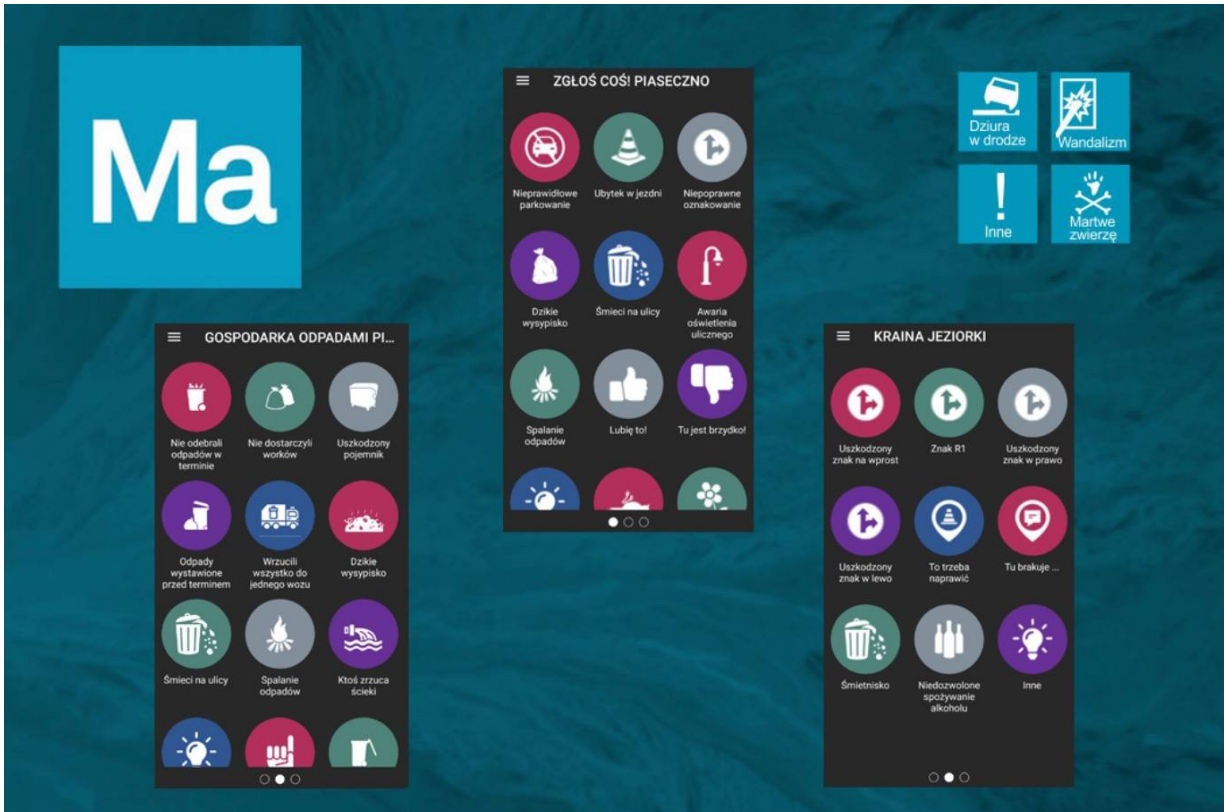 Ma
ZGŁOŚ COŚ! PIASECZNO
Nieprawidłowe
parkowanie
Ubytek w jezdni
Niepoprawne
oznakowanie
Dzikie
wysypisko
Śmieci na ulicy
Awaria
oświetlenia
ulicznego
Spalanie
odpadów
Lubię to!
Tu jest brzydko!
Dziura
w drodze
Wandalizm
!
Inne
Martwe
zwierzę
GOSPODARKA ODPADAMI PI...
Nie odebrali
odpadów w
terminie
Nie dostarczyli
worków
Uszkodzony
pojemnik
Odpady
wystawione
przed terminem
Wrzucili
wszystko do
jednego wozu
Dzikie
wysypisko
Śmieci na ulicy
Spalanie
odpadów
Ktoś zrzuca
ścieki
KRAINA JEZIORKI
Uszkodzony
znak na wprost
Znak R1
Uszkodzony
znak w prawo
Uszkodzony
znak w lewo
To trzeba
naprawić
Tu brakuje ...
Śmietnisko
Niedozwolone
spożywanie
alkoholu
Inne